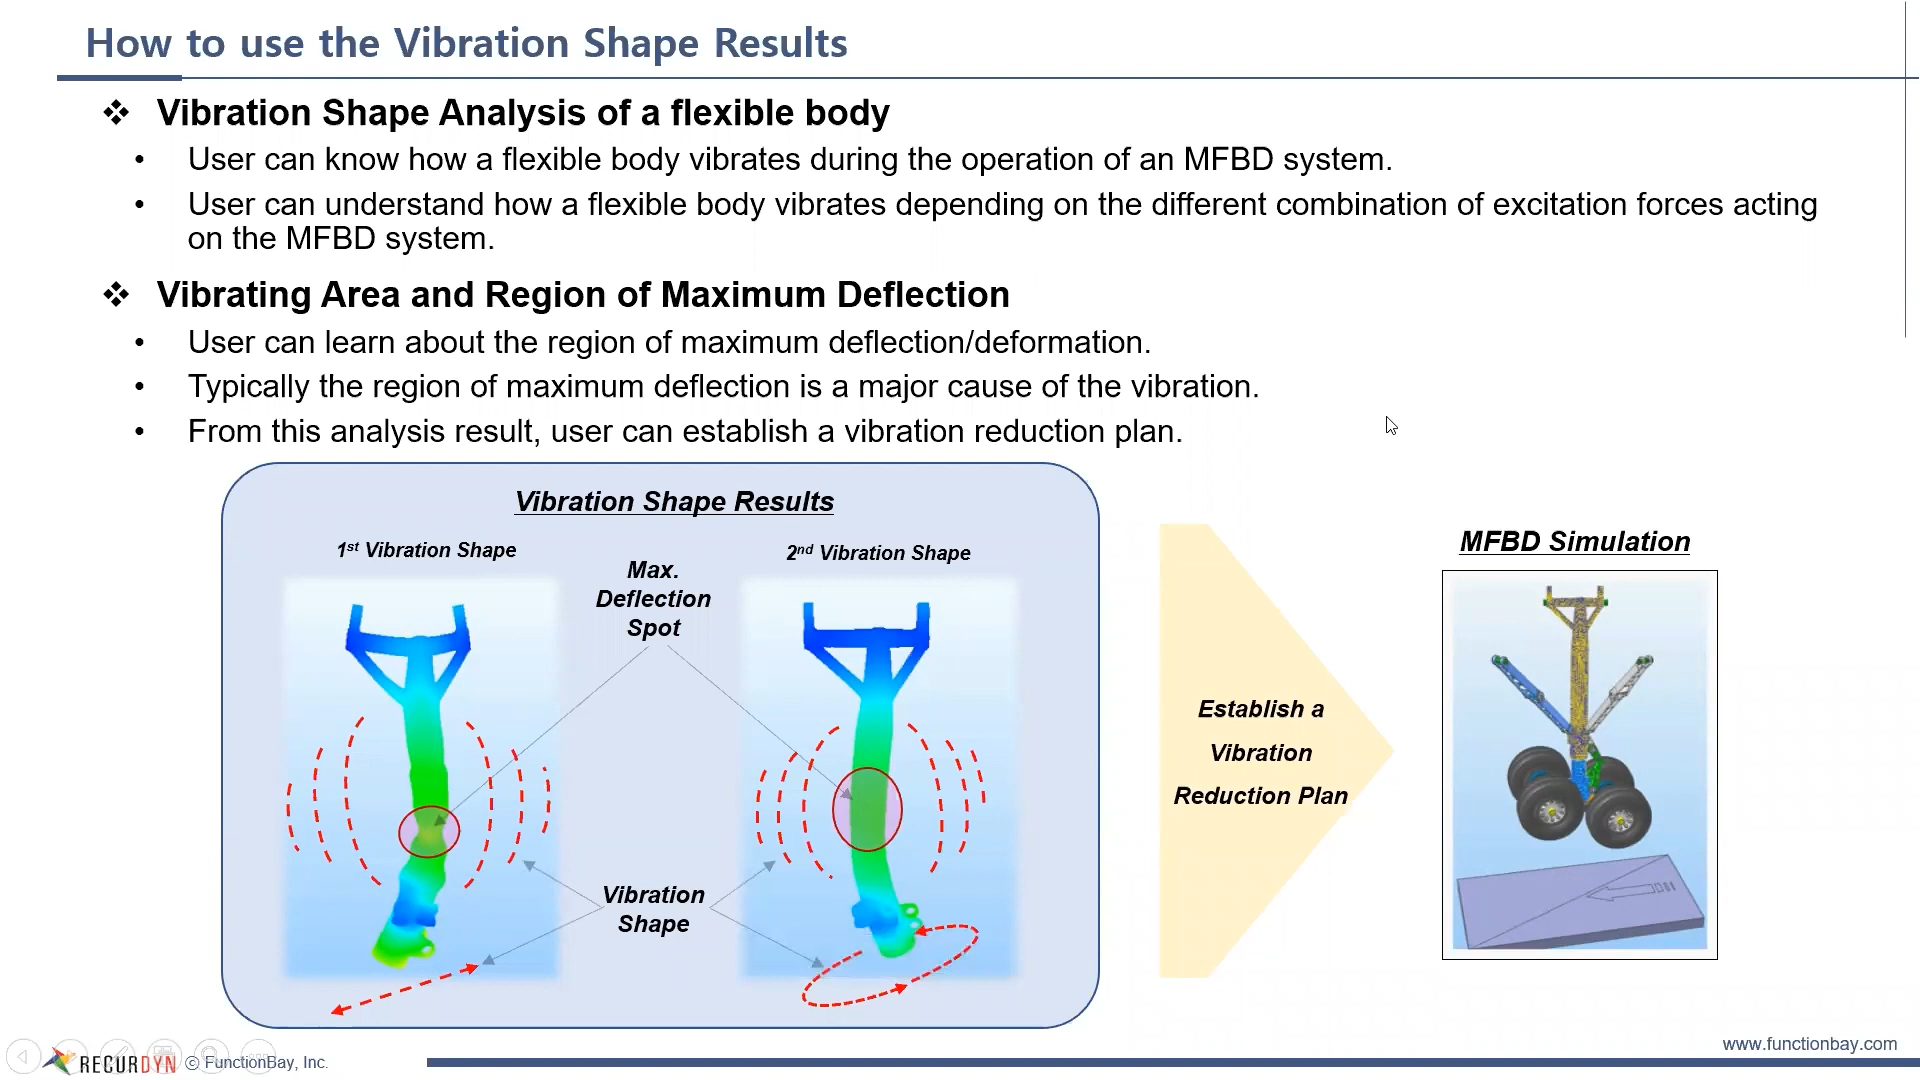 How to use the Vibration Shape Results
❖ Vibration Shape Analysis of a flexible body
• User can know how a flexible body vibrates during the operation of an MFBD system.
• User can understand how a flexible body vibrates depending on the different combination of excitation forces acting
on the MFBD system.
❖ Vibrating Area and Region of Maximum Deflection
• User can learn about the region of maximum deflection/deformation.
• Typically the region of maximum deflection is a major cause of the vibration.
• From this analysis result, user can establish a vibration reduction plan.
Vibration Shape Results
1st Vibration Shape
2nd Vibration Shape
Max.
Deflection
Spot
Vibration
Shape
Establish a
Vibration
Reduction Plan
MFBD Simulation
www.functionbay.com
RECURDYN © FunctionBay, Inc.